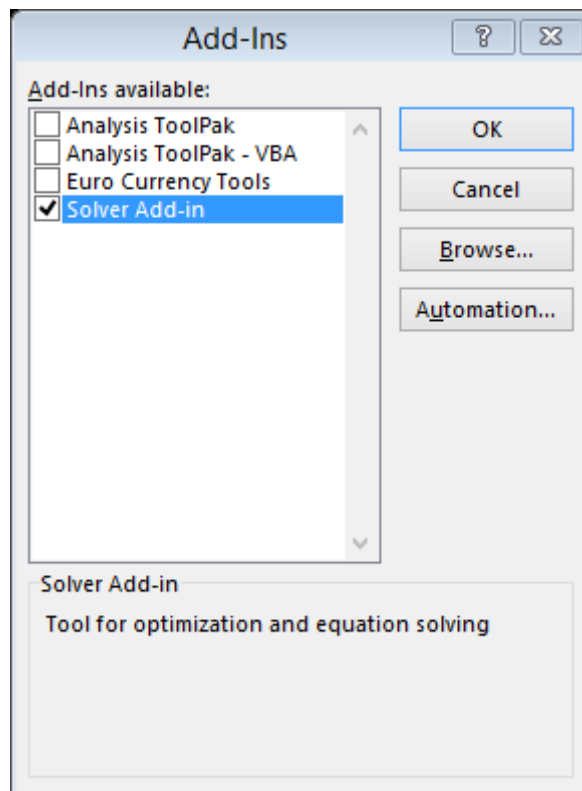 Add-Ins
?
Add-Ins available:
Analysis ToolPak
Analysis ToolPak - VBA
Euro Currency Tools
Solver Add-in
OK
Cancel
Browse...
Automation...
Solver Add-in
Tool for optimization and equation solving